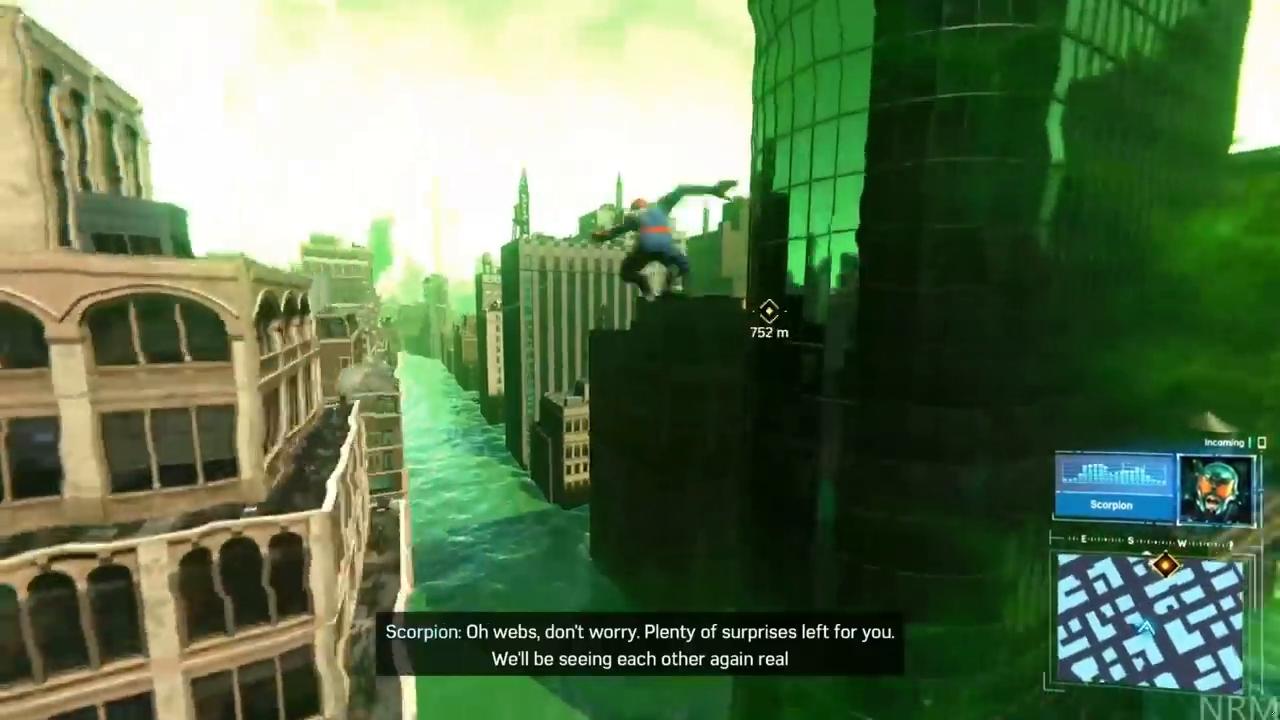 752 m
Incoming
Scorpion
E S W
Scorpion: Oh webs, don't worry. Plenty of surprises left for you.
We'll be seeing each other again real
NRM